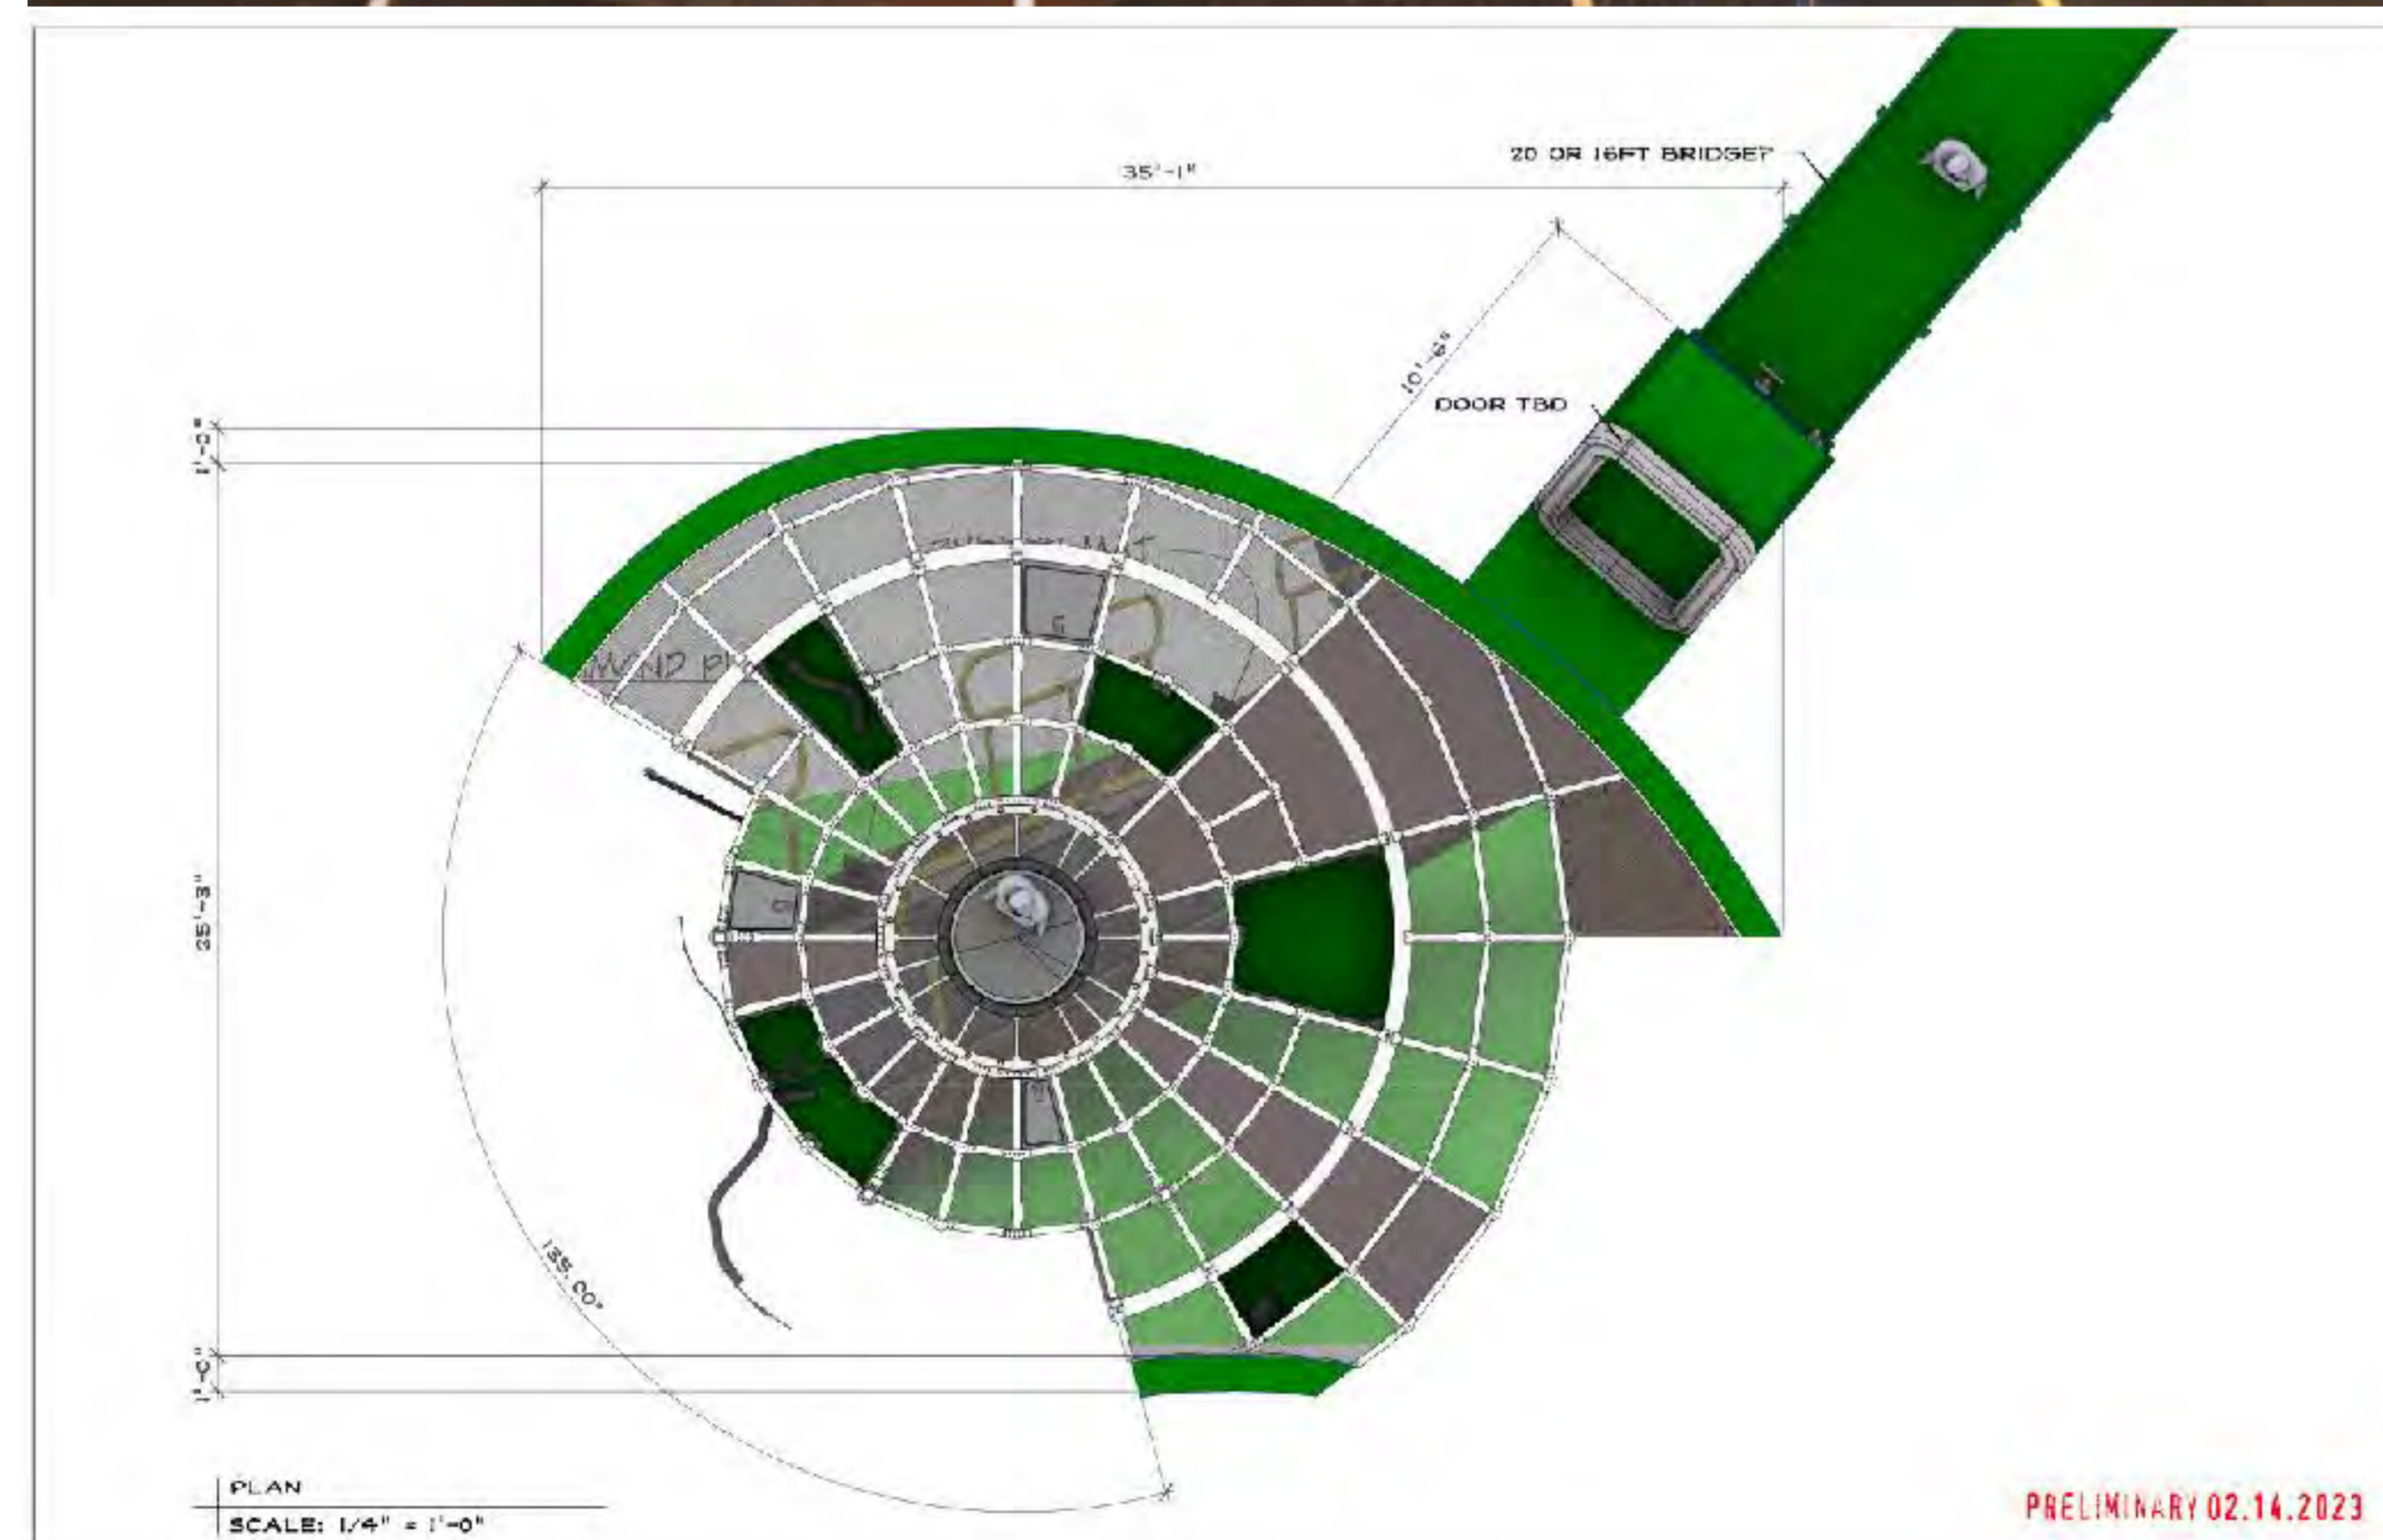 20 OR 16FT BRIDGE?
35'-1"
10'-6"
DOOR TBD
1'-0"
25'-3"
135.00°
1'-0"
PLAN
SCALE: 1/4" = 1'-0"
PRELIMINARY 02.14.2023